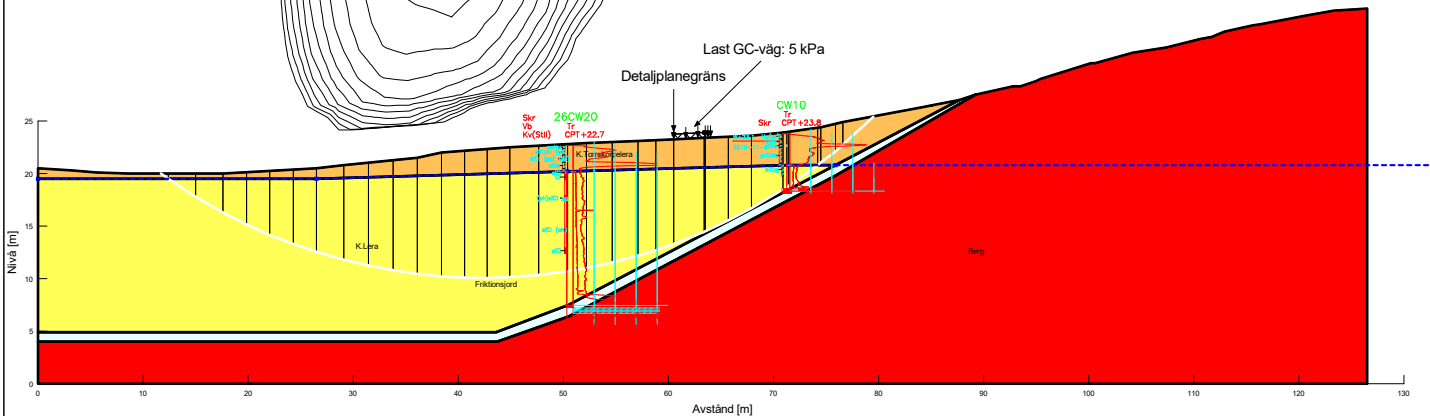 Last GC-väg: 5 kPa
Detaljplanegräns
Skr
26CW20
Vb
Tr
Kv(Stll)
CPT+22.7
CW10
Tr
Skr
CPT+23.8
K.Torrskorpelera
K.Lera
Friktionsjord
Berg
Nivå [m]
25
20
15
10
5
0
0
10
20
30
40
50
60
70
80
90
100
110
120
130
Avstånd [m]